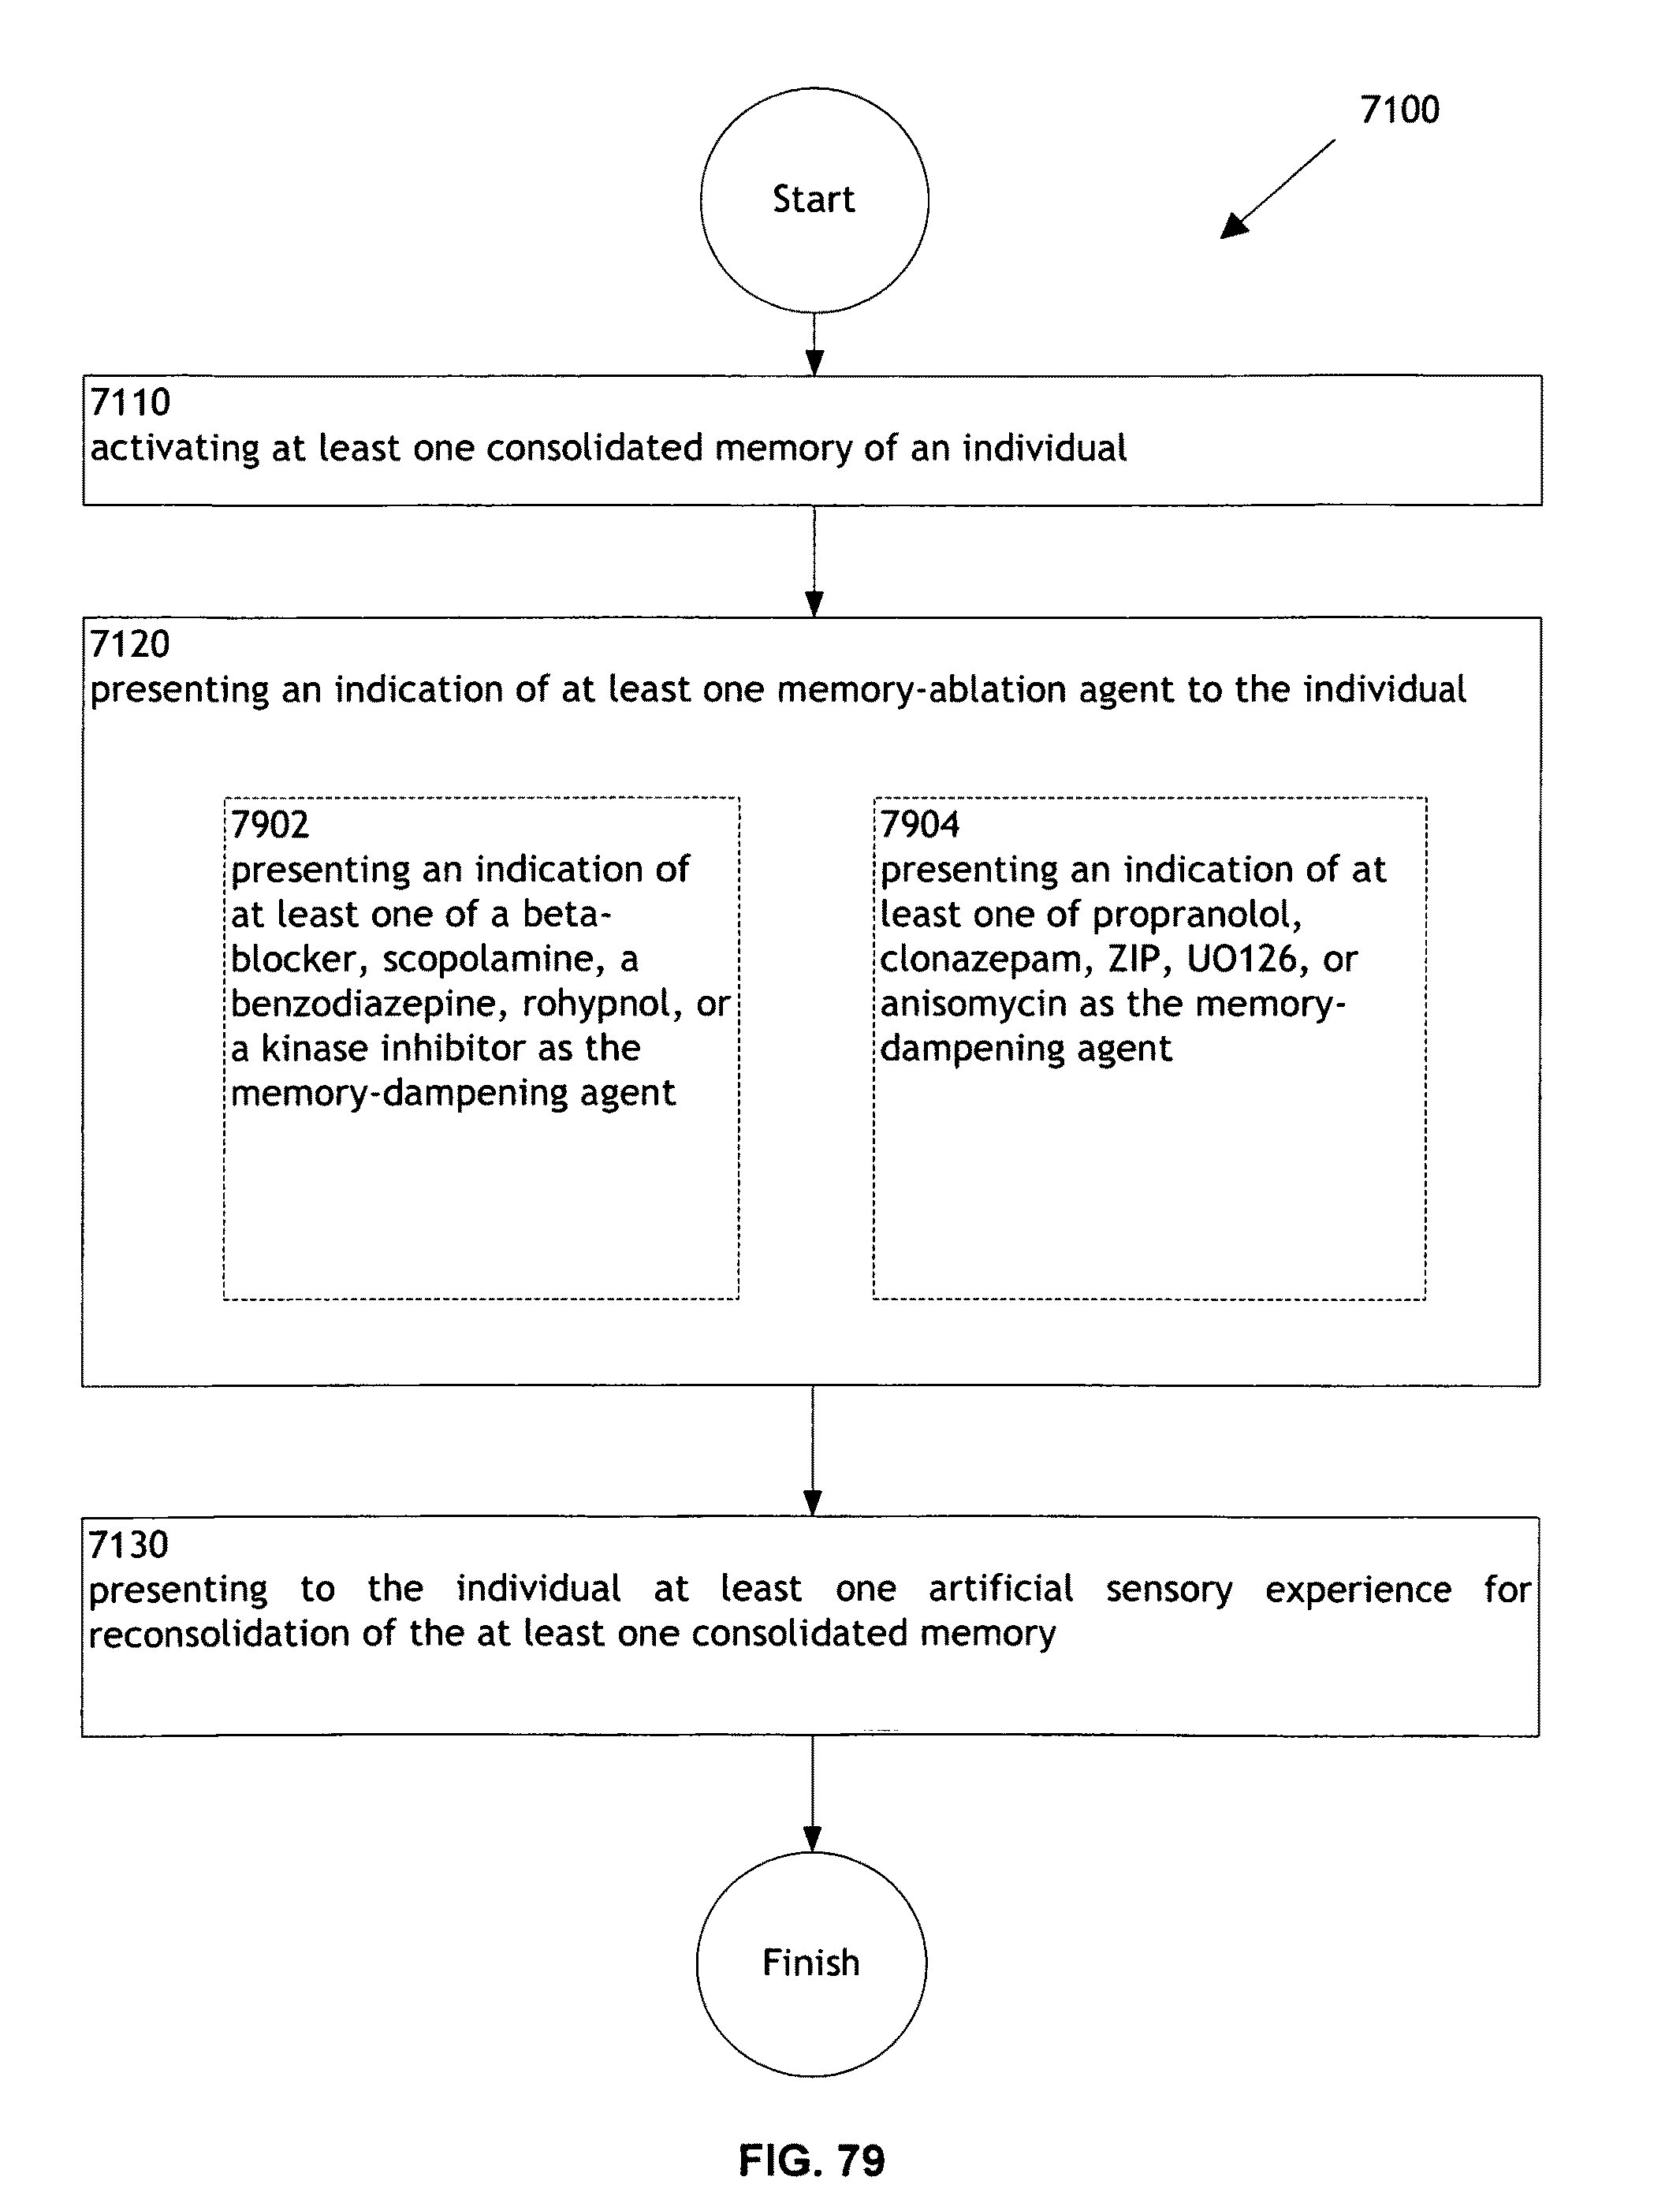 7100
Start
7110
activating at least one consolidated memory of an individual
7120
presenting an indication of at least one memory-ablation agent to the individual
7902
presenting an indication of
at least one of a beta-
blocker, scopolamine, a
benzodiazepine, rohypnol, or
a kinase inhibitor as the
memory-dampening agent
7904
presenting an indication of at
least one of propranolol,
clonazepam, ZIP, UO126, or
anisomycin as the memory-
dampening agent
7130
presenting to the individual at least one artificial sensory experience for
reconsolidation of the at least one consolidated memory
Finish
FIG. 79